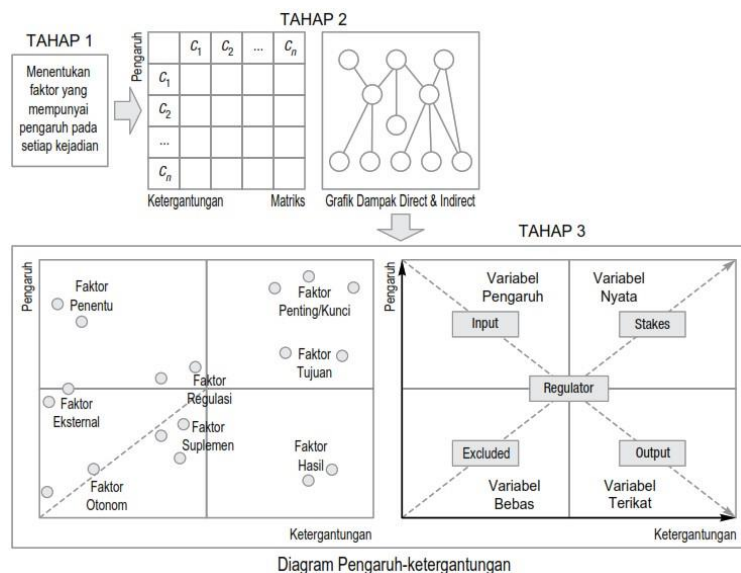 TAHAP 1
Menentukan
faktor yang
mempunyai
pengaruh pada
setiap kejadian
TAHAP 2
Pengaruh
C1 C2 ... Cn
C1
C2
...
Cn
Ketergantungan Matriks
Grafik Dampak Direct & Indirect
TAHAP 3
Pengaruh
Faktor
Penentu
Faktor
Penting/Kunci
Faktor
Tujuan
Faktor
Regulasi
Faktor
Eksternal
Faktor
Suplemen
Faktor
Hasil
Faktor
Otonom
Ketergantungan
Pengaruh
Variabel
Pengaruh
Variabel
Nyata
Input
Stakes
Regulator
Excluded
Output
Variabel
Bebas
Variabel
Terikat
Ketergantungan
Diagram Pengaruh-ketergantungan